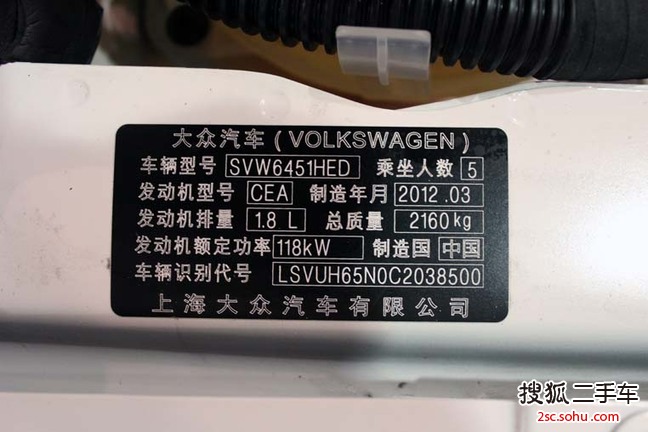 大众汽车(VOLKSWAGEN)
车辆型号 SVW6451HED 乘坐人数 5
发动机型号 CEA 制造年月 2012.03
发动机排量 1.8 L 总质量 2160kg
发动机额定功率 118kW 制造国 中国
车辆识别代号 LSVUH65N0C2038500
上海大众汽车有限公司
搜狐二手车
2sc.sohu.com